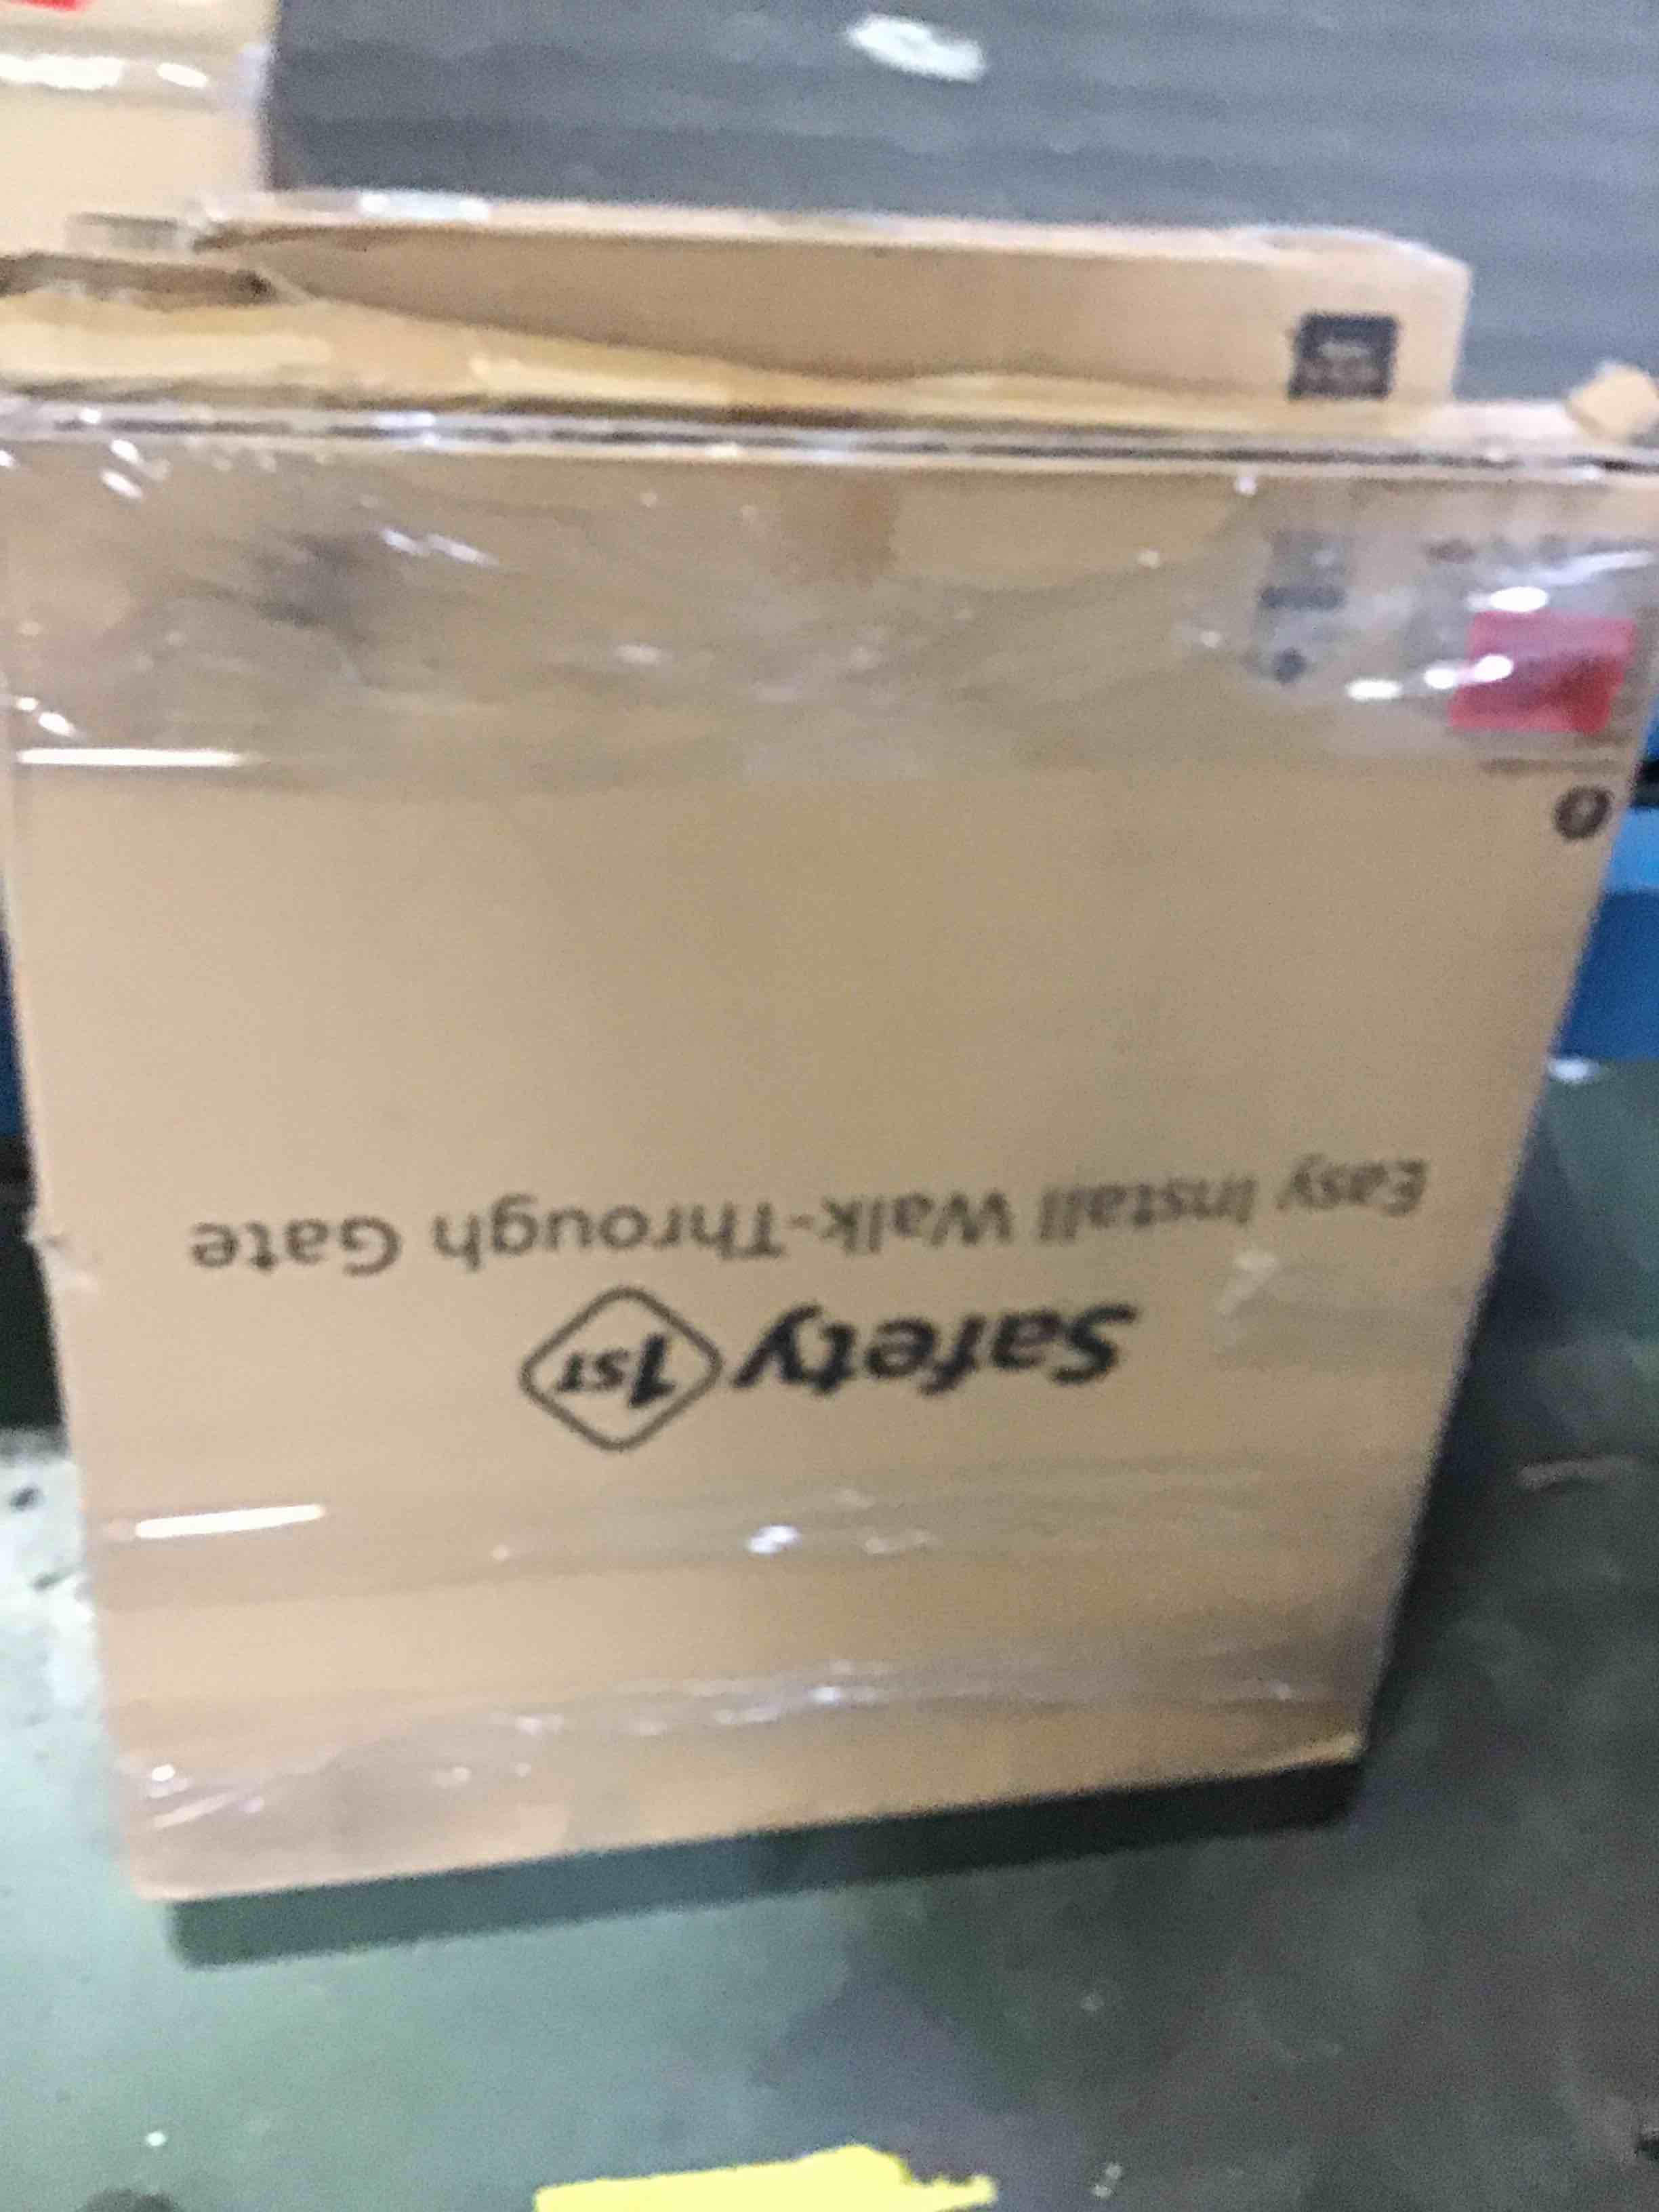 Safety 1ST
Easy Install Walk-Through Gate